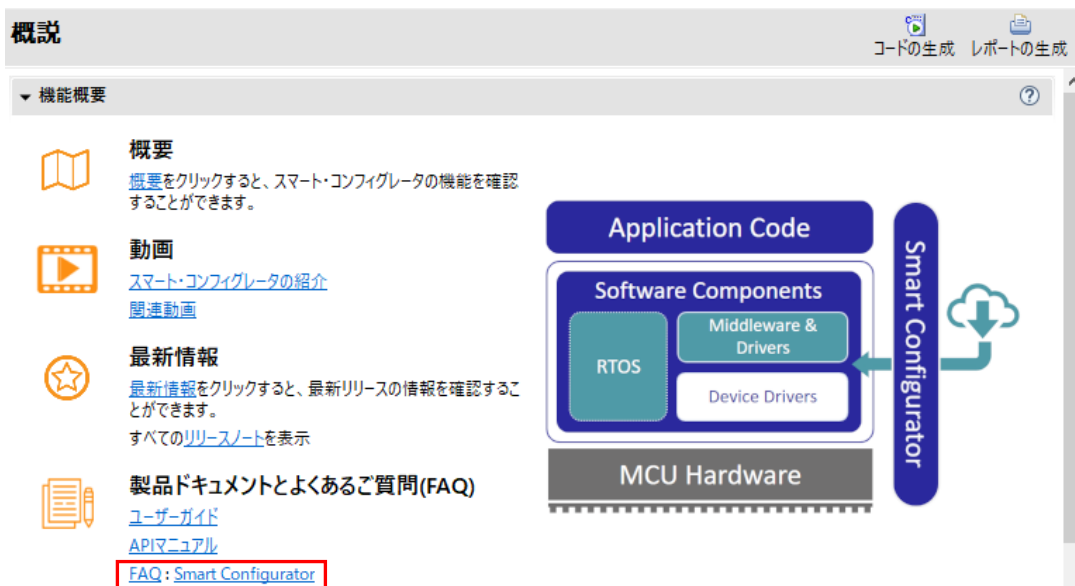 概説
コードの生成 レポートの生成
機能概要
概要
概要をクリックすると、スマート・コンフィグレータの機能を確認
することができます。
動画
スマート・コンフィグレータの紹介
関連動画
最新情報
最新情報をクリックすると、最新リリースの情報を確認するこ
とができます。
すべてのリリースノートを表示
製品ドキュメントとよくあるご質問(FAQ)
ユーザーガイド
APIマニュアル
FAQ : Smart Configurator
Application Code
Software Components
RTOS
Middleware &
Drivers
Device Drivers
MCU Hardware
Smart Configurator